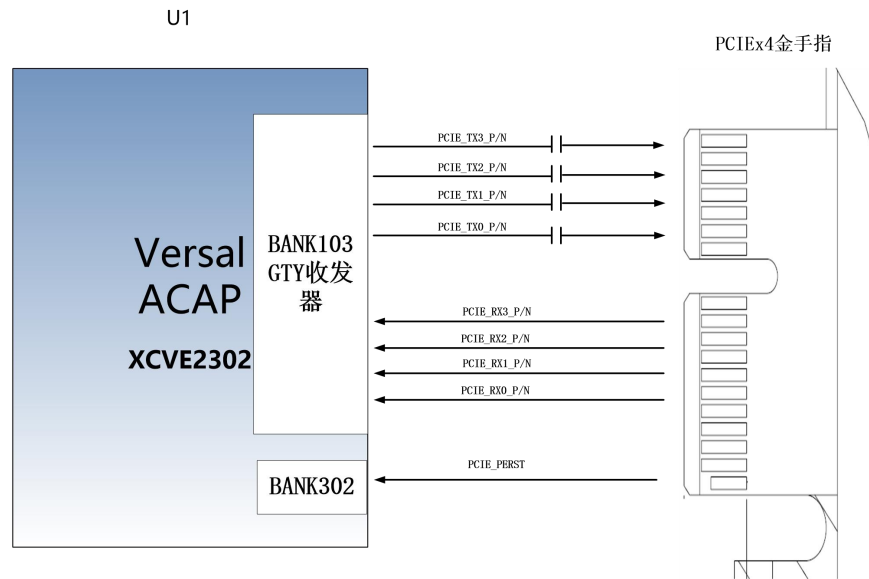 U1
PCIEx4金手指
PCIE_TX3_P/N
PCIE_TX2_P/N
PCIE_TX1_P/N
PCIE_TX0_P/N
Versal
ACAP
XCVE2302
BANK103
GTY收发
器
PCIE_RX3_P/N
PCIE_RX2_P/N
PCIE_RX1_P/N
PCIE_RX0_P/N
PCIE_PERST
BANK302